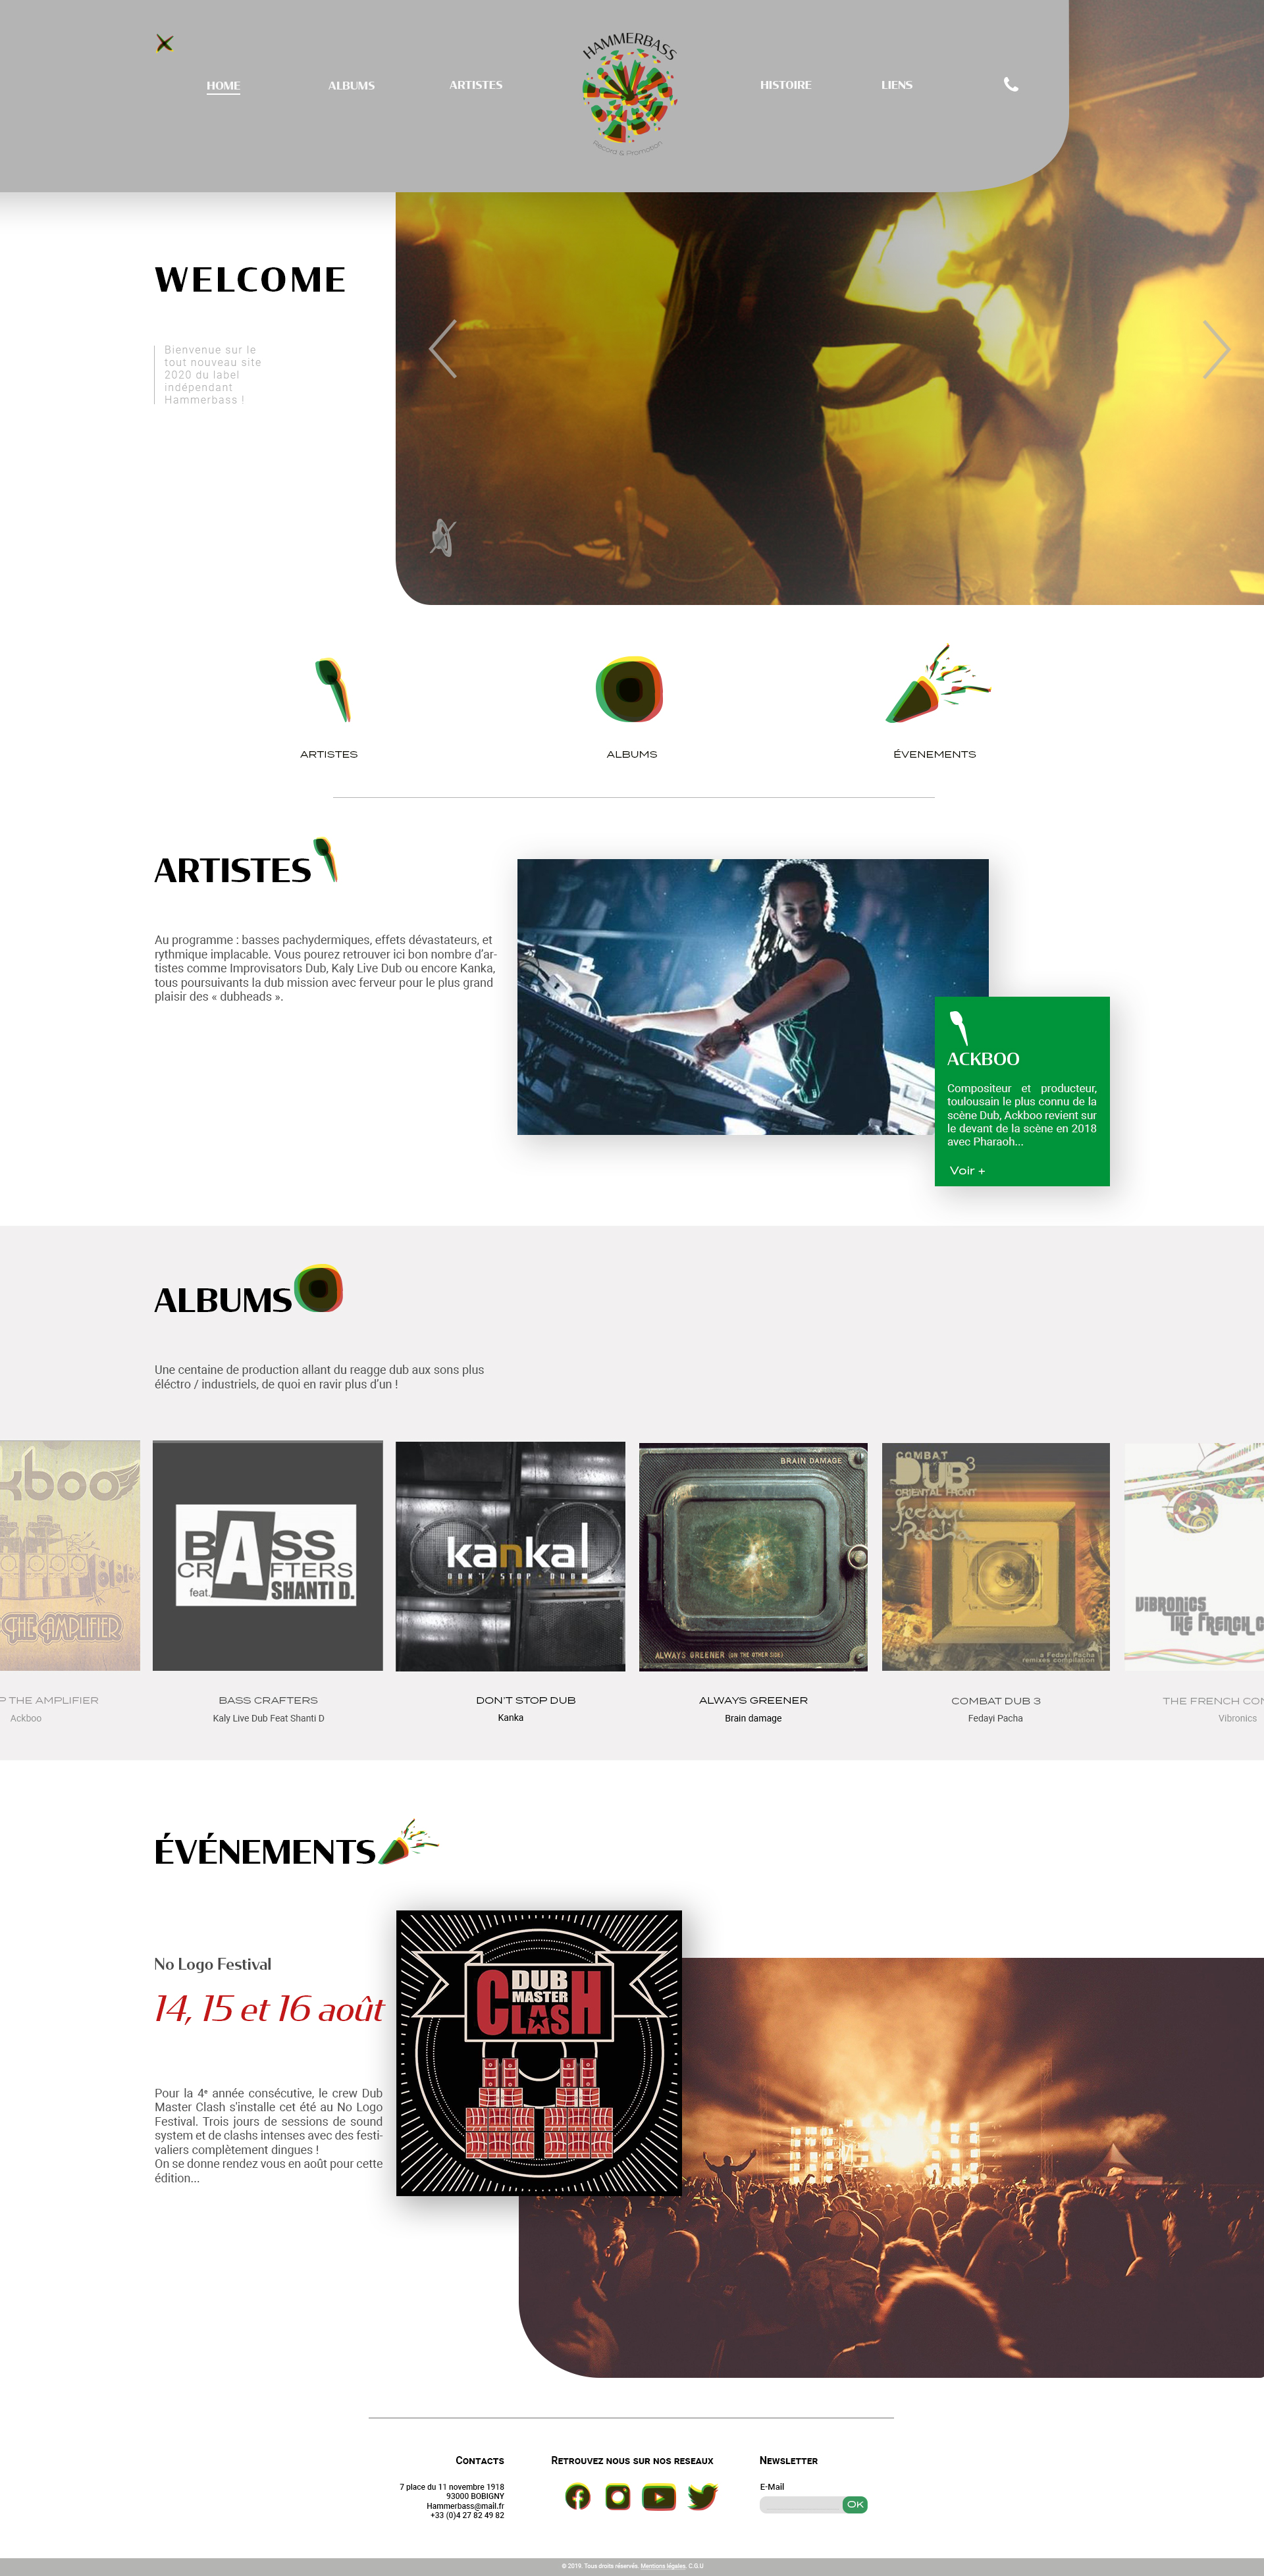 HOME
ALBUMS
ARTISTES
HAMMERBASS
Record & Promotion
HISTOIRE
LIENS
WELCOME
Bienvenue sur le
tout nouveau site
2020 du label
indépendant
Hammerbass !
ARTISTES
ALBUMS
ÉVENEMENTS
ARTISTES
Au programme : basses pachydermiques, effets dévastateurs, et
rythmique implacable. Vous pourez retrouver ici bon nombre d’ar-
tistes comme Improvisators Dub, Kaly Live Dub ou encore Kanka,
tous poursuivants la dub mission avec ferveur pour le plus grand
plaisir des « dubheads ».
ACKBOO
Compositeur et producteur,
toulousain le plus connu de la
scène Dub, Ackboo revient sur
le devant de la scène en 2018
avec Pharaoh...
Voir +
ALBUMS
Une centaine de production allant du reagge dub aux sons plus
éléctro / industriels, de quoi en ravir plus d’un !
kboo
THE AMPLIFIER
BASS
CRAFTERS
feat. SHANTI D.
kanka
DON'T STOP DUB
BRAIN DAMAGE
ALWAYS GREENER (ON THE OTHER SIDE)
COMBAT
DUB3
ORIENTAL FRONT
fedayi
Pacha
a Fedayi Pacha
remixes compilation
VIBRONICS
THE FRENCH C
P THE AMPLIFIER
Ackboo
BASS CRAFTERS
Kaly Live Dub Feat Shanti D
DON'T STOP DUB
Kanka
ALWAYS GREENER
Brain damage
COMBAT DUB 3
Fedayi Pacha
THE FRENCH CON
Vibronics
ÉVÉNEMENTS
No Logo Festival
14, 15 et 16 août
Pour la 4e année consécutive, le crew Dub
Master Clash s'installe cet été au No Logo
Festival. Trois jours de sessions de sound
system et de clashs intenses avec des festi-
valiers complètement dingues !
On se donne rendez vous en août pour cette
édition...
DUB
MASTER
CLASH
Contacts
7 place du 11 novembre 1918
93000 BOBIGNY
Hammerbass@mail.fr
+33 (0)4 27 82 49 82
Retrouvez nous sur nos reseaux
Newsletter
E-Mail
OK
© 2019. Tous droits réservés. Mentions légales. C.G.U